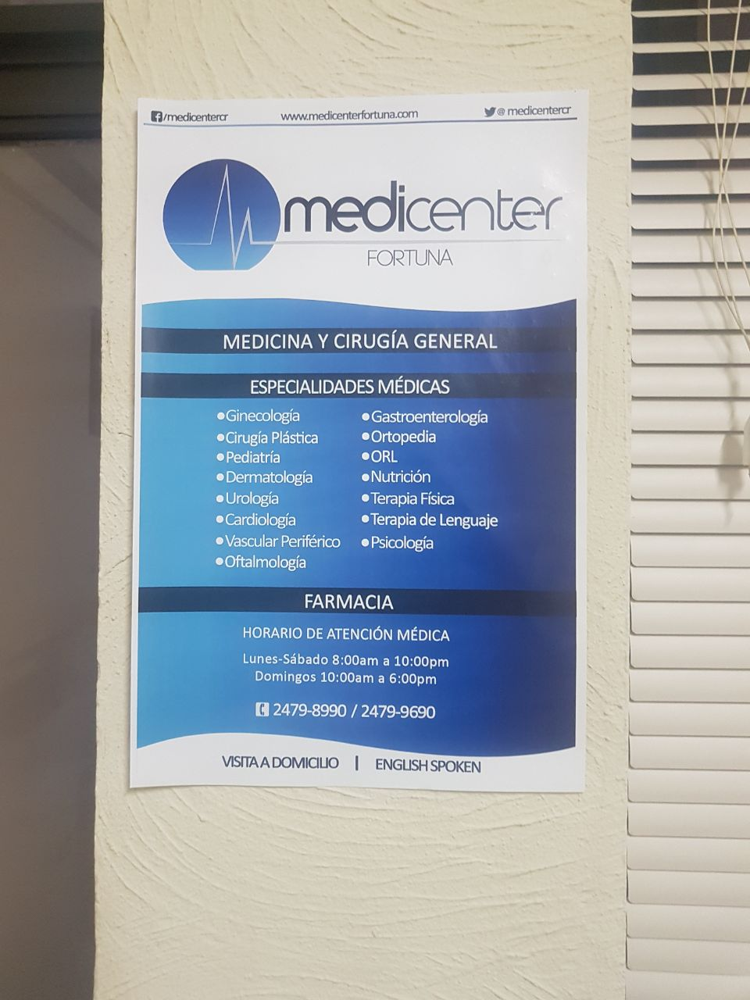 f/medicentercr www.medicenterfortuna.com @ medicentercr
medicenter
FORTUNA
MEDICINA Y CIRUGÍA GENERAL
ESPECIALIDADES MÉDICAS
•Ginecología
•Cirugía Plástica
•Pediatría
•Dermatología
•Urología
•Cardiología
•Vascular Periférico
•Oftalmología
•Gastroenterología
•Ortopedia
•ORL
•Nutrición
•Terapia Física
•Terapia de Lenguaje
•Psicología
FARMACIA
HORARIO DE ATENCIÓN MÉDICA
Lunes-Sábado 8:00am a 10:00pm
Domingos 10:00am a 6:00pm
2479-8990 / 2479-9690
VISITA A DOMICILIO | ENGLISH SPOKEN